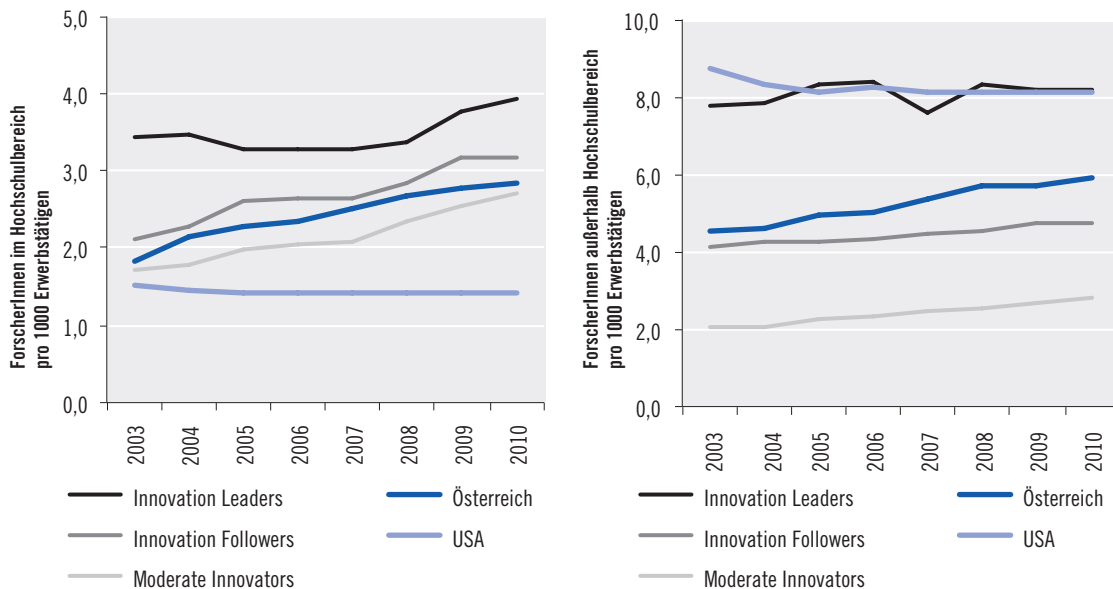 ForscherInnen im Hochschulbereich
pro 1000 Erwerbstätigen
5,0
4,0
3,0
2,0
1,0
0,0
2003
2004
2005
2006
2007
2008
2009
2010
Innovation Leaders
Österreich
Innovation Followers
USA
Moderate Innovators
ForscherInnen außerhalb Hochschulbereich
pro 1000 Erwerbstätigen
10,0
8,0
6,0
4,0
2,0
0,0
2003
2004
2005
2006
2007
2008
2009
2010
Innovation Leaders
Österreich
Innovation Followers
USA
Moderate Innovators